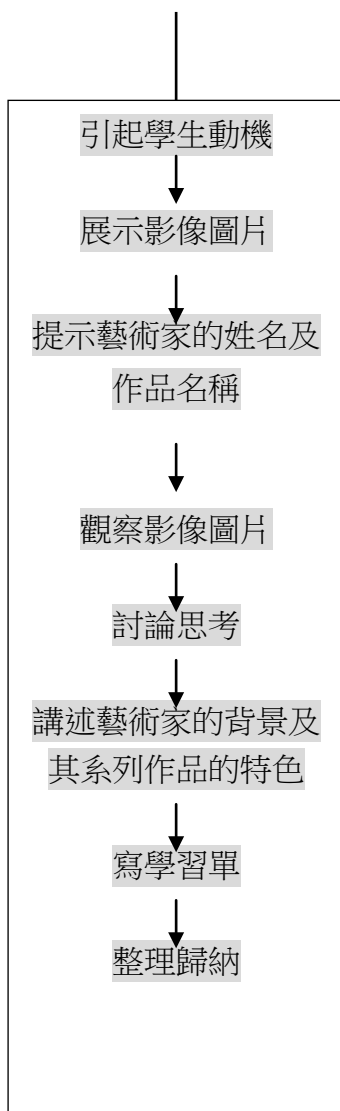 引起學生動機
展示影像圖片
提示藝術家的姓名及
作品名稱
觀察影像圖片
討論思考
講述藝術家的背景及
其系列作品的特色
寫學習單
整理歸納